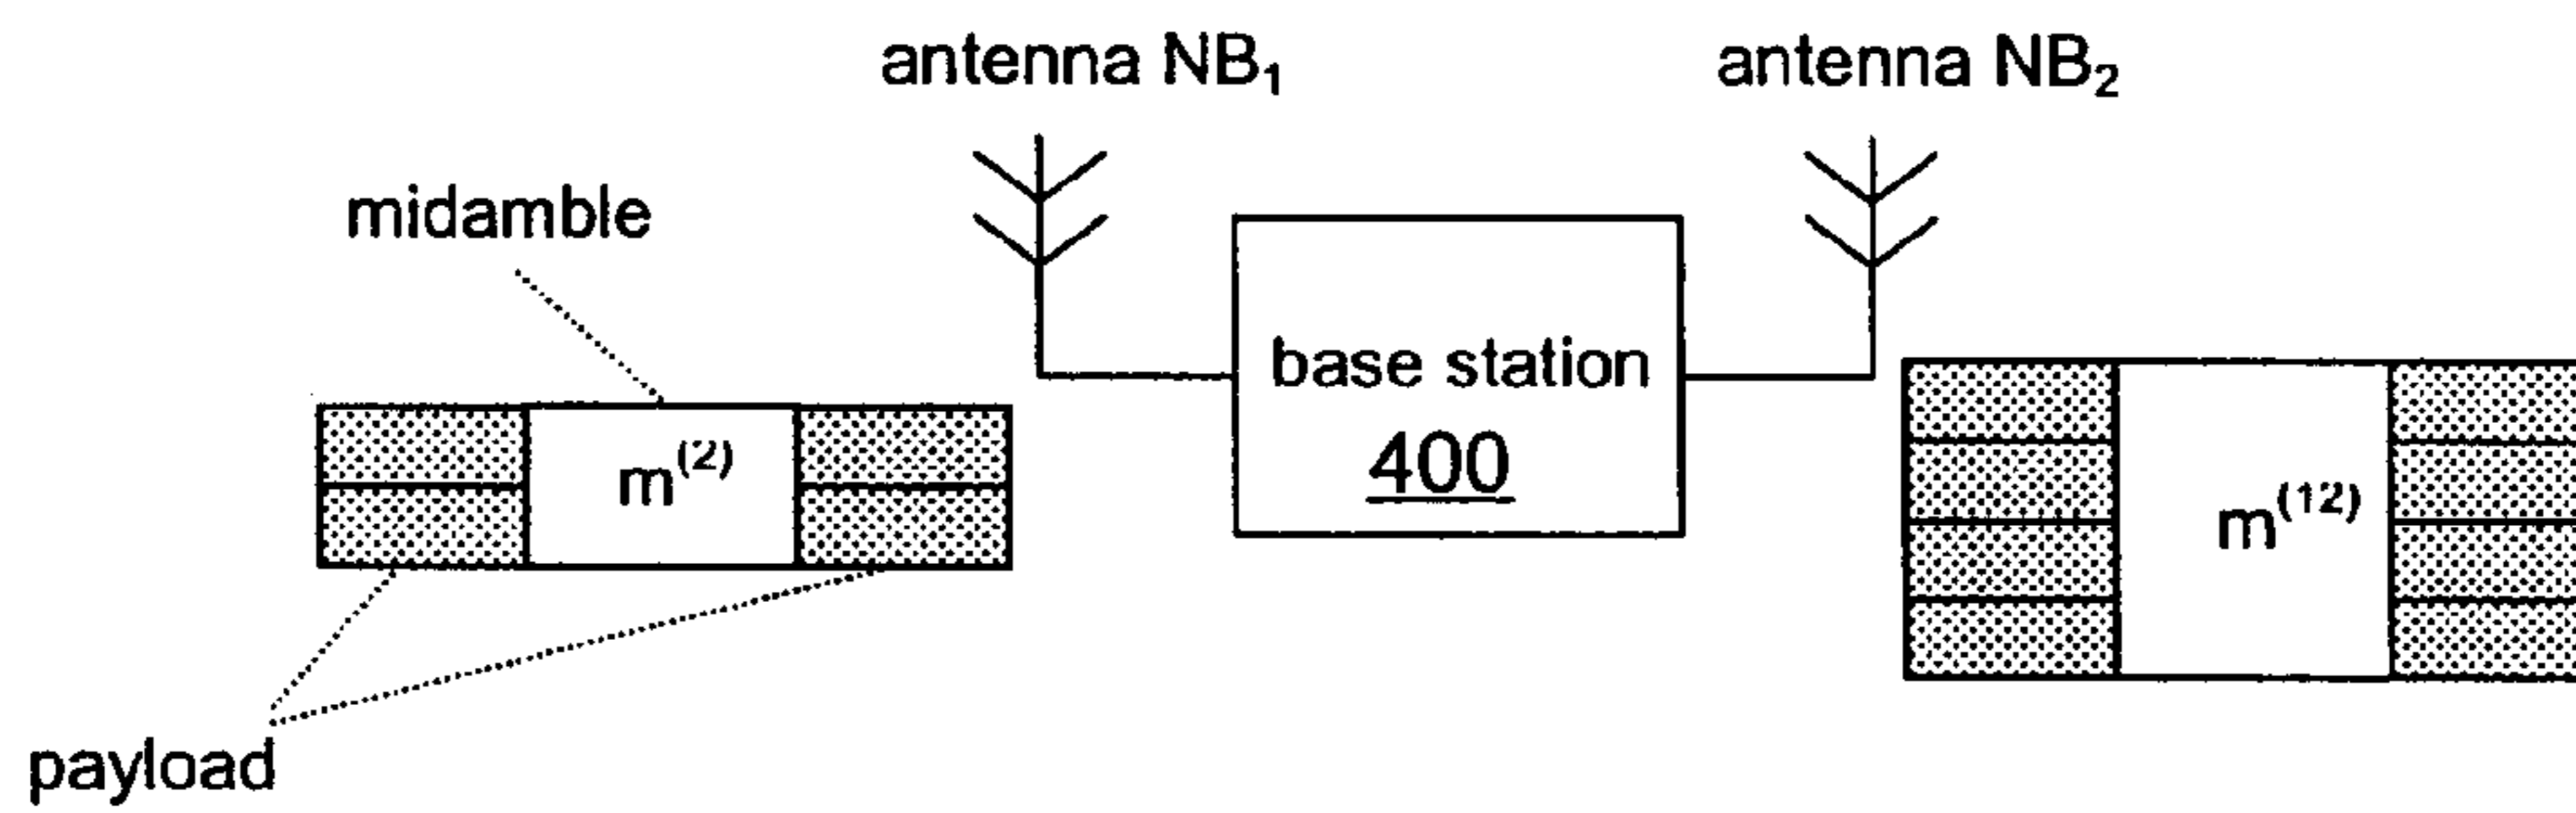 antenna NB₁
antenna NB₂
midamble
base station
400
m⁽²⁾
m⁽¹²⁾
payload